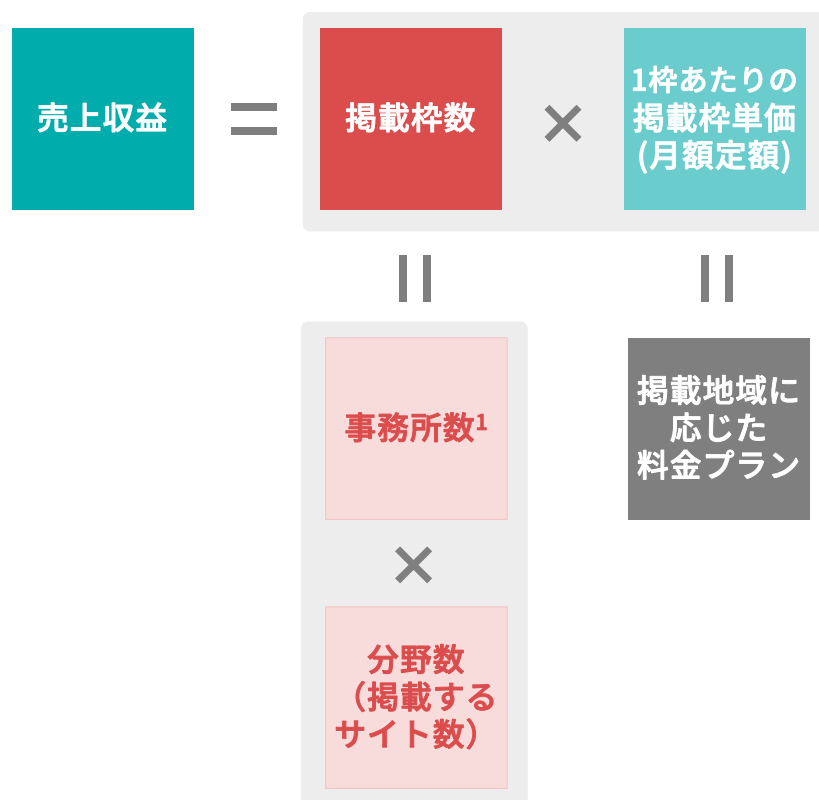 売上収益
=
掲載枠数
×
1枠あたりの
掲載枠単価
(月額定額)
=
=
事務所数¹
掲載地域に
応じた
料金プラン
×
分野数
（掲載する
サイト数）